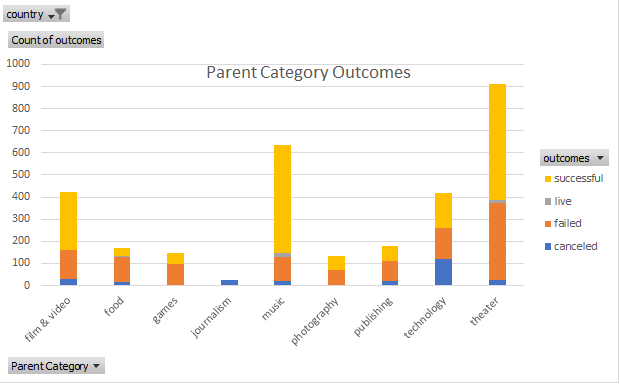 country
Count of outcomes
Parent Category Outcomes
1000
900
800
700
600
500
400
300
200
100
0
film & video
food
games
journalism
music
photography
publishing
technology
theater
outcomes
successful
live
failed
canceled
Parent Category